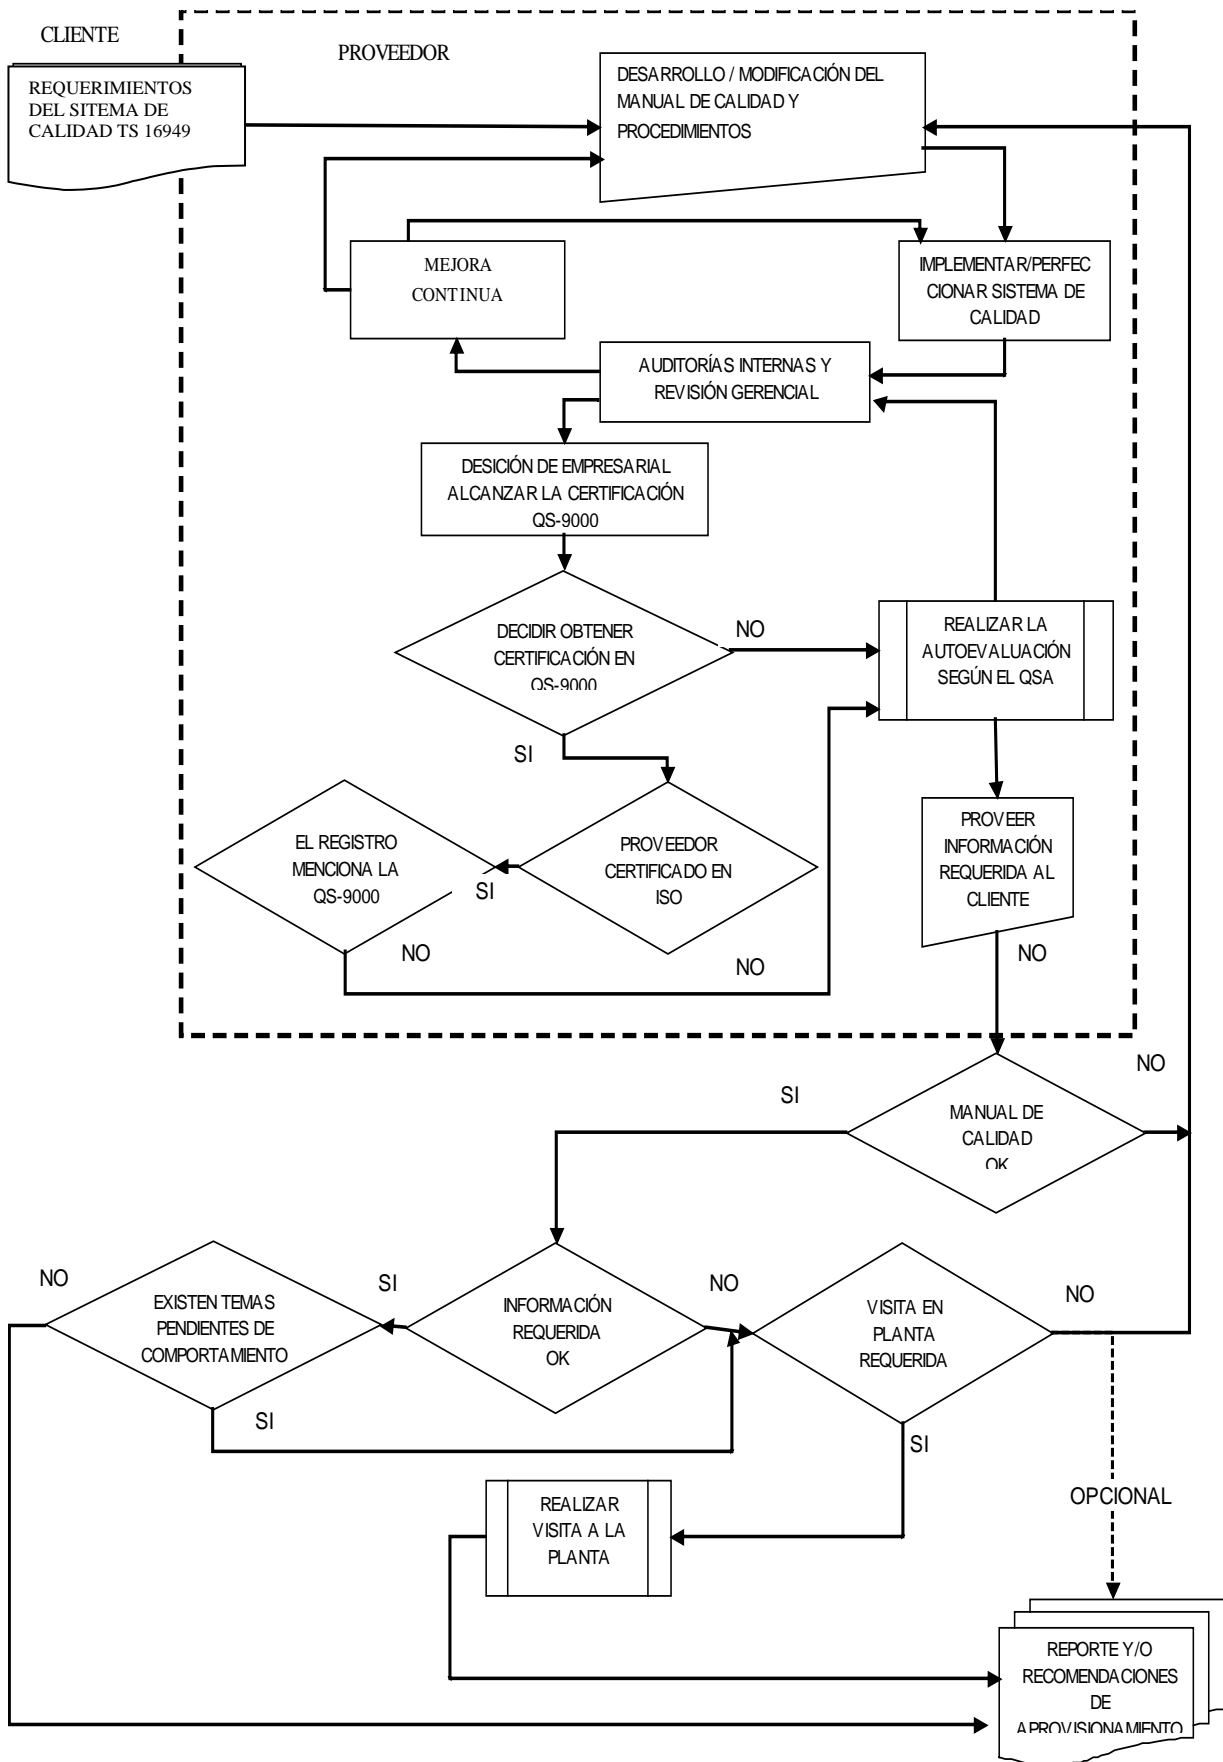 CLIENTE
PROVEEDOR
REQUERIMIENTOS
DEL SITEMA DE
CALIDAD TS 16949
DESARROLLO / MODIFICACIÓN DEL
MANUAL DE CALIDAD Y
PROCEDIMIENTOS
MEJORA
CONTINUA
IMPLEMENTAR/PERFEC
CIONAR SISTEMA DE
CALIDAD
AUDITORÍAS INTERNAS Y
REVISIÓN GERENCIAL
DESICIÓN DE EMPRESARIAL
ALCANZAR LA CERTIFICACIÓN
QS-9000
DECIDIR OBTENER
CERTIFICACIÓN EN
QS-9000
NO
REALIZAR LA
AUTOEVALUACIÓN
SEGÚN EL QSA
SI
EL REGISTRO
MENCIONA LA
QS-9000
SI
PROVEEDOR
CERTIFICADO EN
ISO
PROVEER
INFORMACIÓN
REQUERIDA AL
CLIENTE
NO
NO
NO
MANUAL DE
CALIDAD
OK
SI
NO
NO
EXISTEN TEMAS
PENDIENTES DE
COMPORTAMIENTO
SI
INFORMACIÓN
REQUERIDA
OK
NO
VISITA EN
PLANTA
REQUERIDA
NO
SI
SI
REALIZAR
VISITA A LA
PLANTA
OPCIONAL
REPORTE Y/O
RECOMENDACIONES
DE
APROVISIONAMIENTO